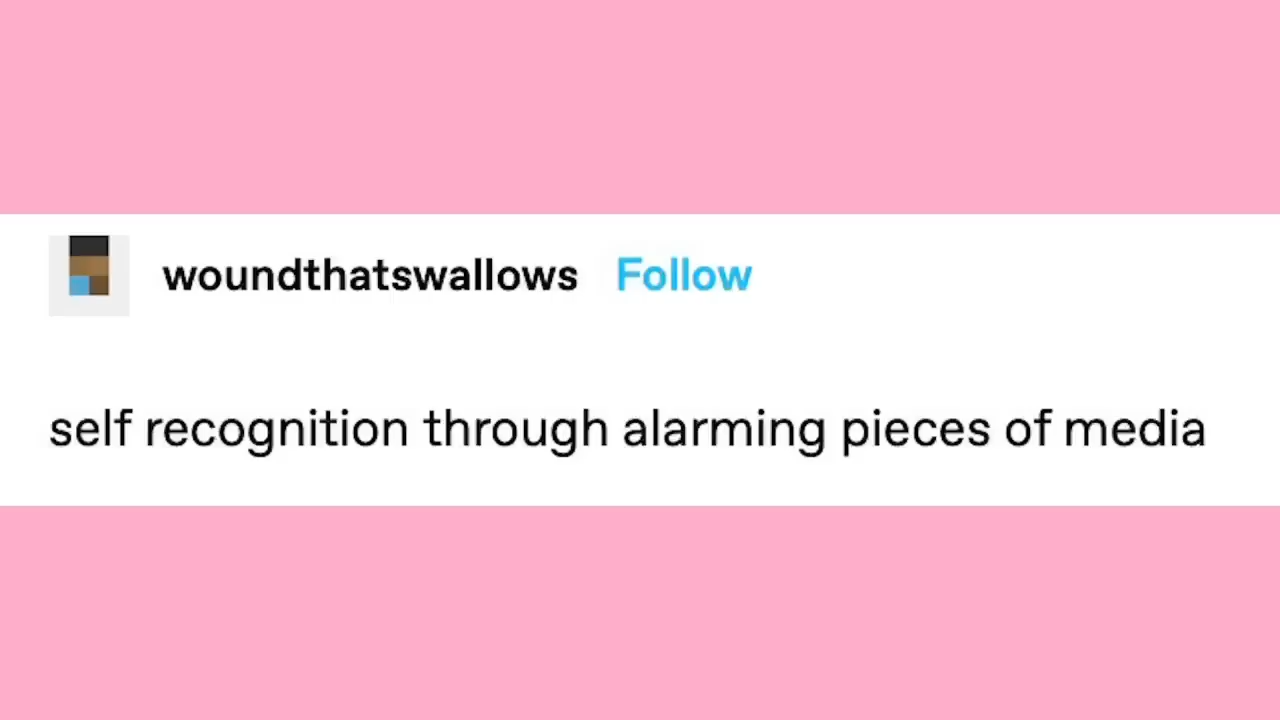 woundthatswallows Follow
self recognition through alarming pieces of media